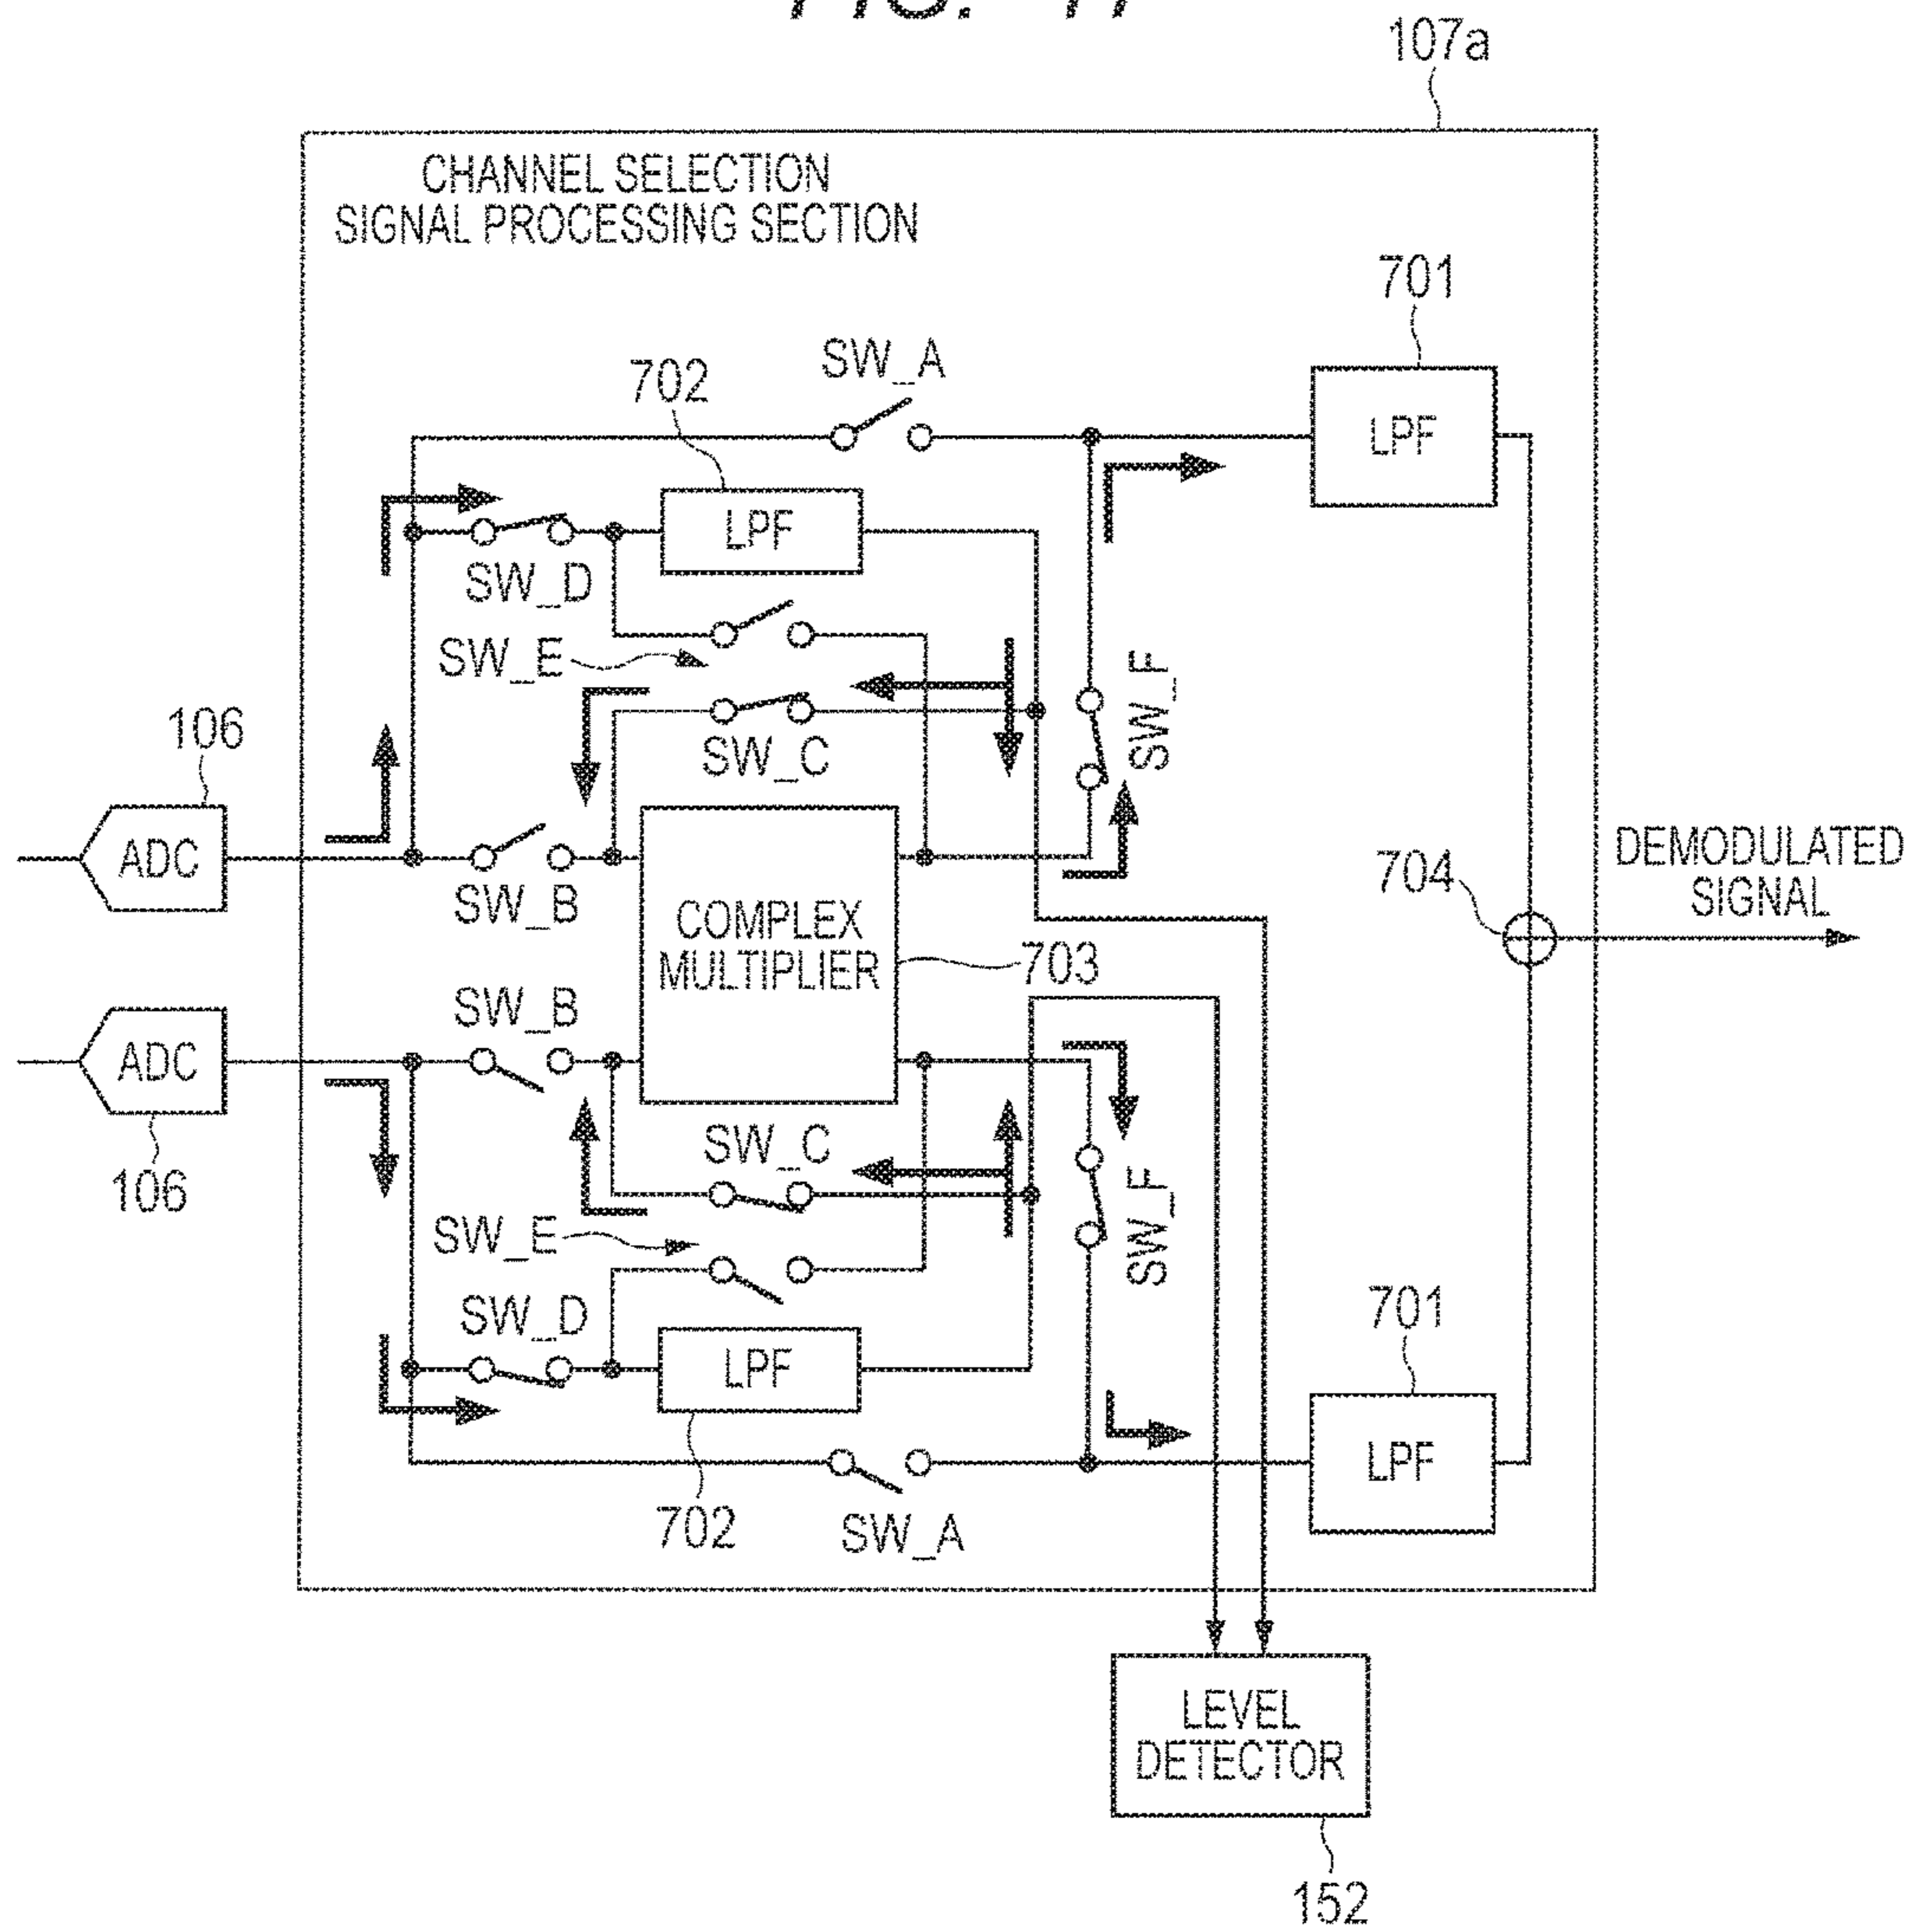 107a
CHANNEL SELECTION
SIGNAL PROCESSING SECTION
701
SW_A
702
LPF
LPF
SW_D
SW_E
SW_F
SW_C
106
ADC
SW_B
DEMODULATED
SIGNAL
704
COMPLEX
MULTIPLIER
703
SW_B
ADC
106
SW_C
SW_F
SW_E
SW_D
701
LPF
LPF
702
SW_A
LEVEL
DETECTOR
152